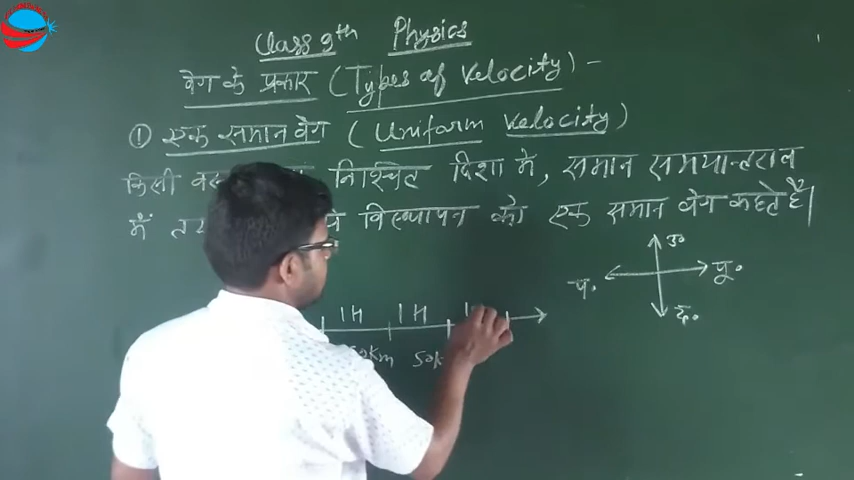 Class 9th Physics
वेग के प्रकार (Types of velocity) -
① एक समान वेग (Uniform velocity)
किसी निश्चित दिशा में, समान समयान्तराल
में विस्थापन को एक समान वेग कहते है।
उ०
प. पू.
द.
1H 1H
50km 50k